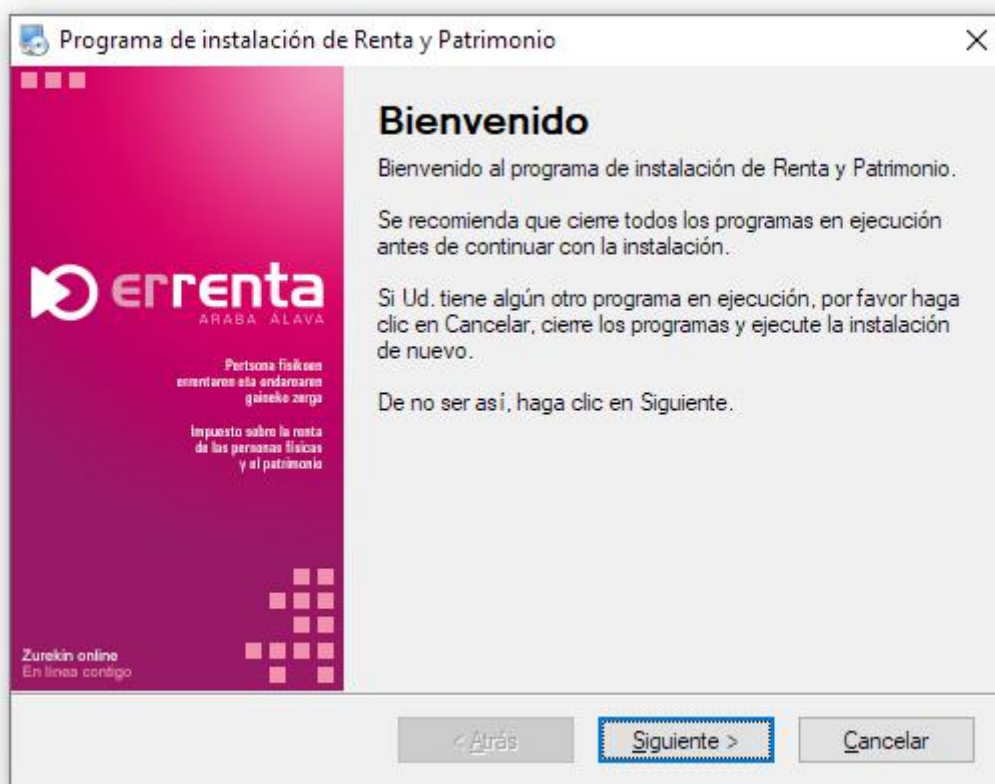 Programa de instalación de Renta y Patrimonio
errenta
ARABA ÁLAVA
Pertsona fisikoen
errentaren eta ondarearen
gaineko zerga
Impuesto sobre la renta
de las personas físicas
y el patrimonio
Zurekin online
En línea contigo
Bienvenido
Bienvenido al programa de instalación de Renta y Patrimonio.
Se recomienda que cierre todos los programas en ejecución
antes de continuar con la instalación.
Si Ud. tiene algún otro programa en ejecución, por favor haga
clic en Cancelar, cierre los programas y ejecute la instalación
de nuevo.
De no ser así, haga clic en Siguiente.
< Atrás
Siguiente >
Cancelar